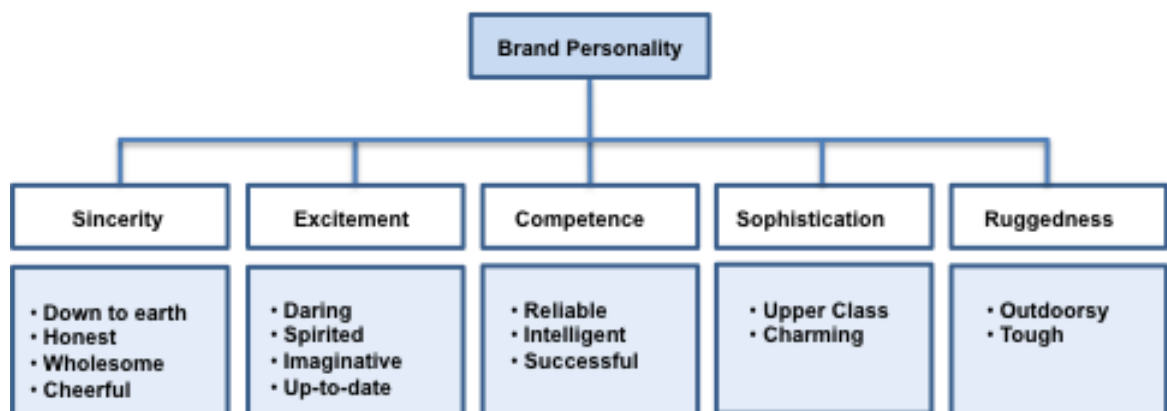 Brand Personality
Sincerity
Excitement
Competence
Sophistication
Ruggedness
• Down to earth
• Honest
• Wholesome
• Cheerful
• Daring
• Spirited
• Imaginative
• Up-to-date
• Reliable
• Intelligent
• Successful
• Upper Class
• Charming
• Outdoorsy
• Tough